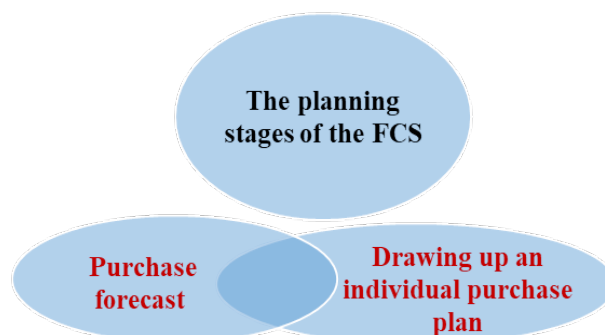 The planning
stages of the FCS
Purchase
forecast
Drawing up an
individual purchase
plan